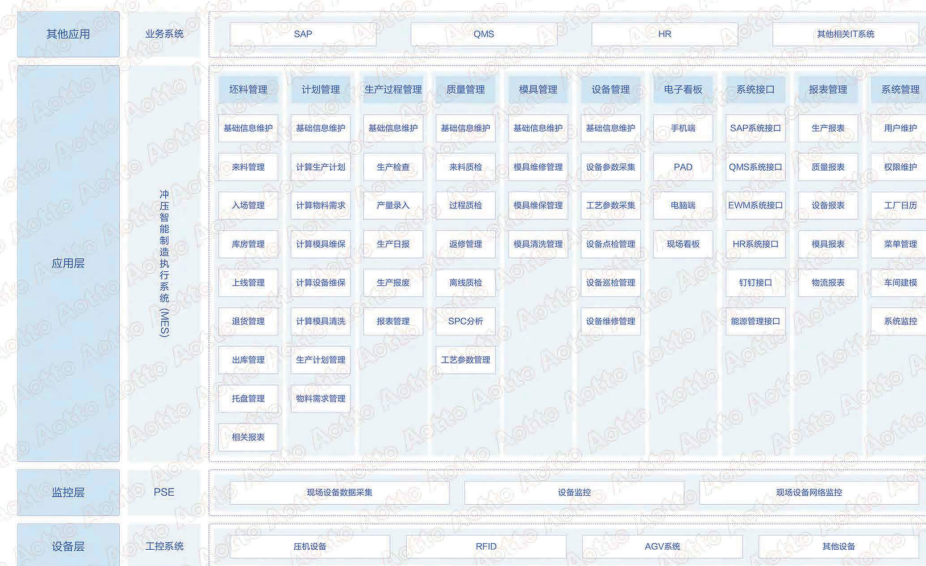 其他应用
业务系统
SAP
QMS
HR
其他相关IT系统
应用层
冲压智能制造执行系统(MES)
坯料管理
基础信息维护
来料管理
入场管理
库房管理
上线管理
退货管理
出库管理
托盘管理
相关报表
计划管理
基础信息维护
计算生产计划
计算物料需求
计算模具维保
计算设备维保
计算模具清洗
生产计划管理
物料需求管理
生产过程管理
基础信息维护
生产检查
产量录入
生产日报
生产报废
报表管理
质量管理
基础信息维护
来料质检
过程质检
返修管理
离线质检
SPC分析
工艺参数管理
模具管理
基础信息维护
模具维修管理
模具维保管理
模具清洗管理
设备管理
基础信息维护
设备参数采集
工艺参数采集
设备点检管理
设备巡检管理
设备维修管理
电子看板
手机端
PAD
电脑端
现场看板
系统接口
SAP系统接口
QMS系统接口
EWM系统接口
HR系统接口
钉钉接口
能源管理接口
报表管理
生产报表
质量报表
设备报表
模具报表
物流报表
系统管理
用户维护
权限维护
工厂日历
菜单管理
车间建模
系统监控
监控层
PSE
现场设备数据采集
设备监控
现场设备网络监控
设备层
工控系统
压机设备
RFID
AGV系统
其他设备
Aotto